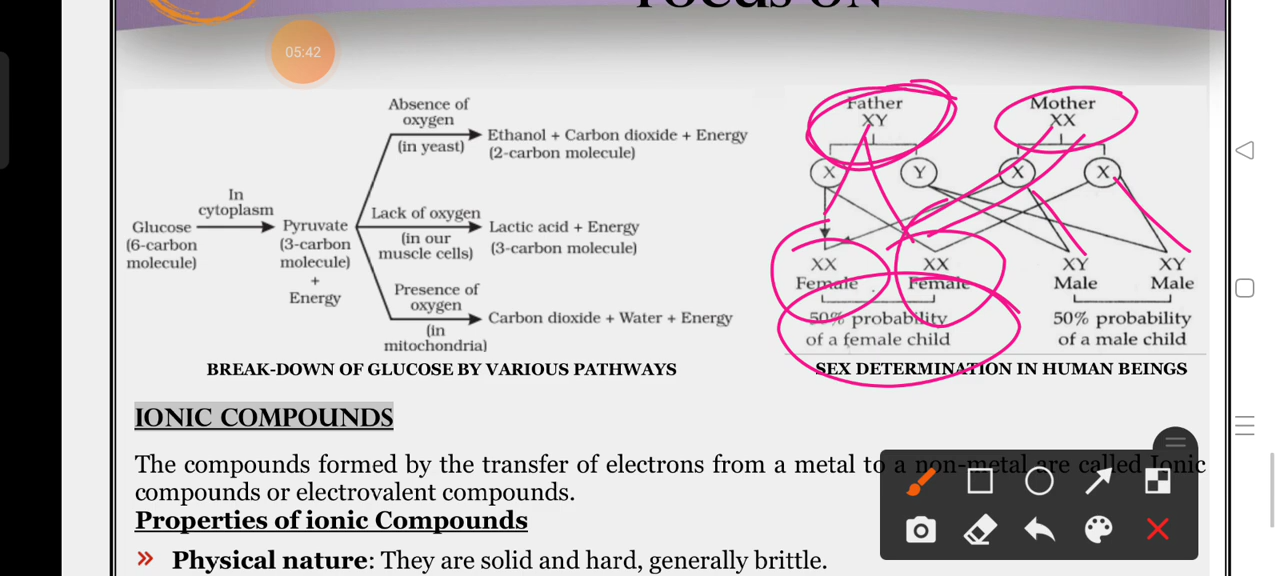 FOCUS ON
05:42
Absence of
oxygen
(in yeast)
Ethanol + Carbon dioxide + Energy
(2-carbon molecule)
In
cytoplasm
Glucose
(6-carbon
molecule)
Pyruvate
(3-carbon
molecule)
+
Energy
Lack of oxygen
(in our
muscle cells)
Lactic acid + Energy
(3-carbon molecule)
Presence of
oxygen
(in
mitochondria)
Carbon dioxide + Water + Energy
BREAK-DOWN OF GLUCOSE BY VARIOUS PATHWAYS
Father
XY
Mother
XX
X
Y
X
X
XX
Female
XX
Female
XY
Male
XY
Male
50% probability
of a female child
50% probability
of a male child
SEX DETERMINATION IN HUMAN BEINGS
IONIC COMPOUNDS
The compounds formed by the transfer of electrons from a metal to a non-metal are called Ionic
compounds or electrovalent compounds.
Properties of ionic Compounds
» Physical nature: They are solid and hard, generally brittle.